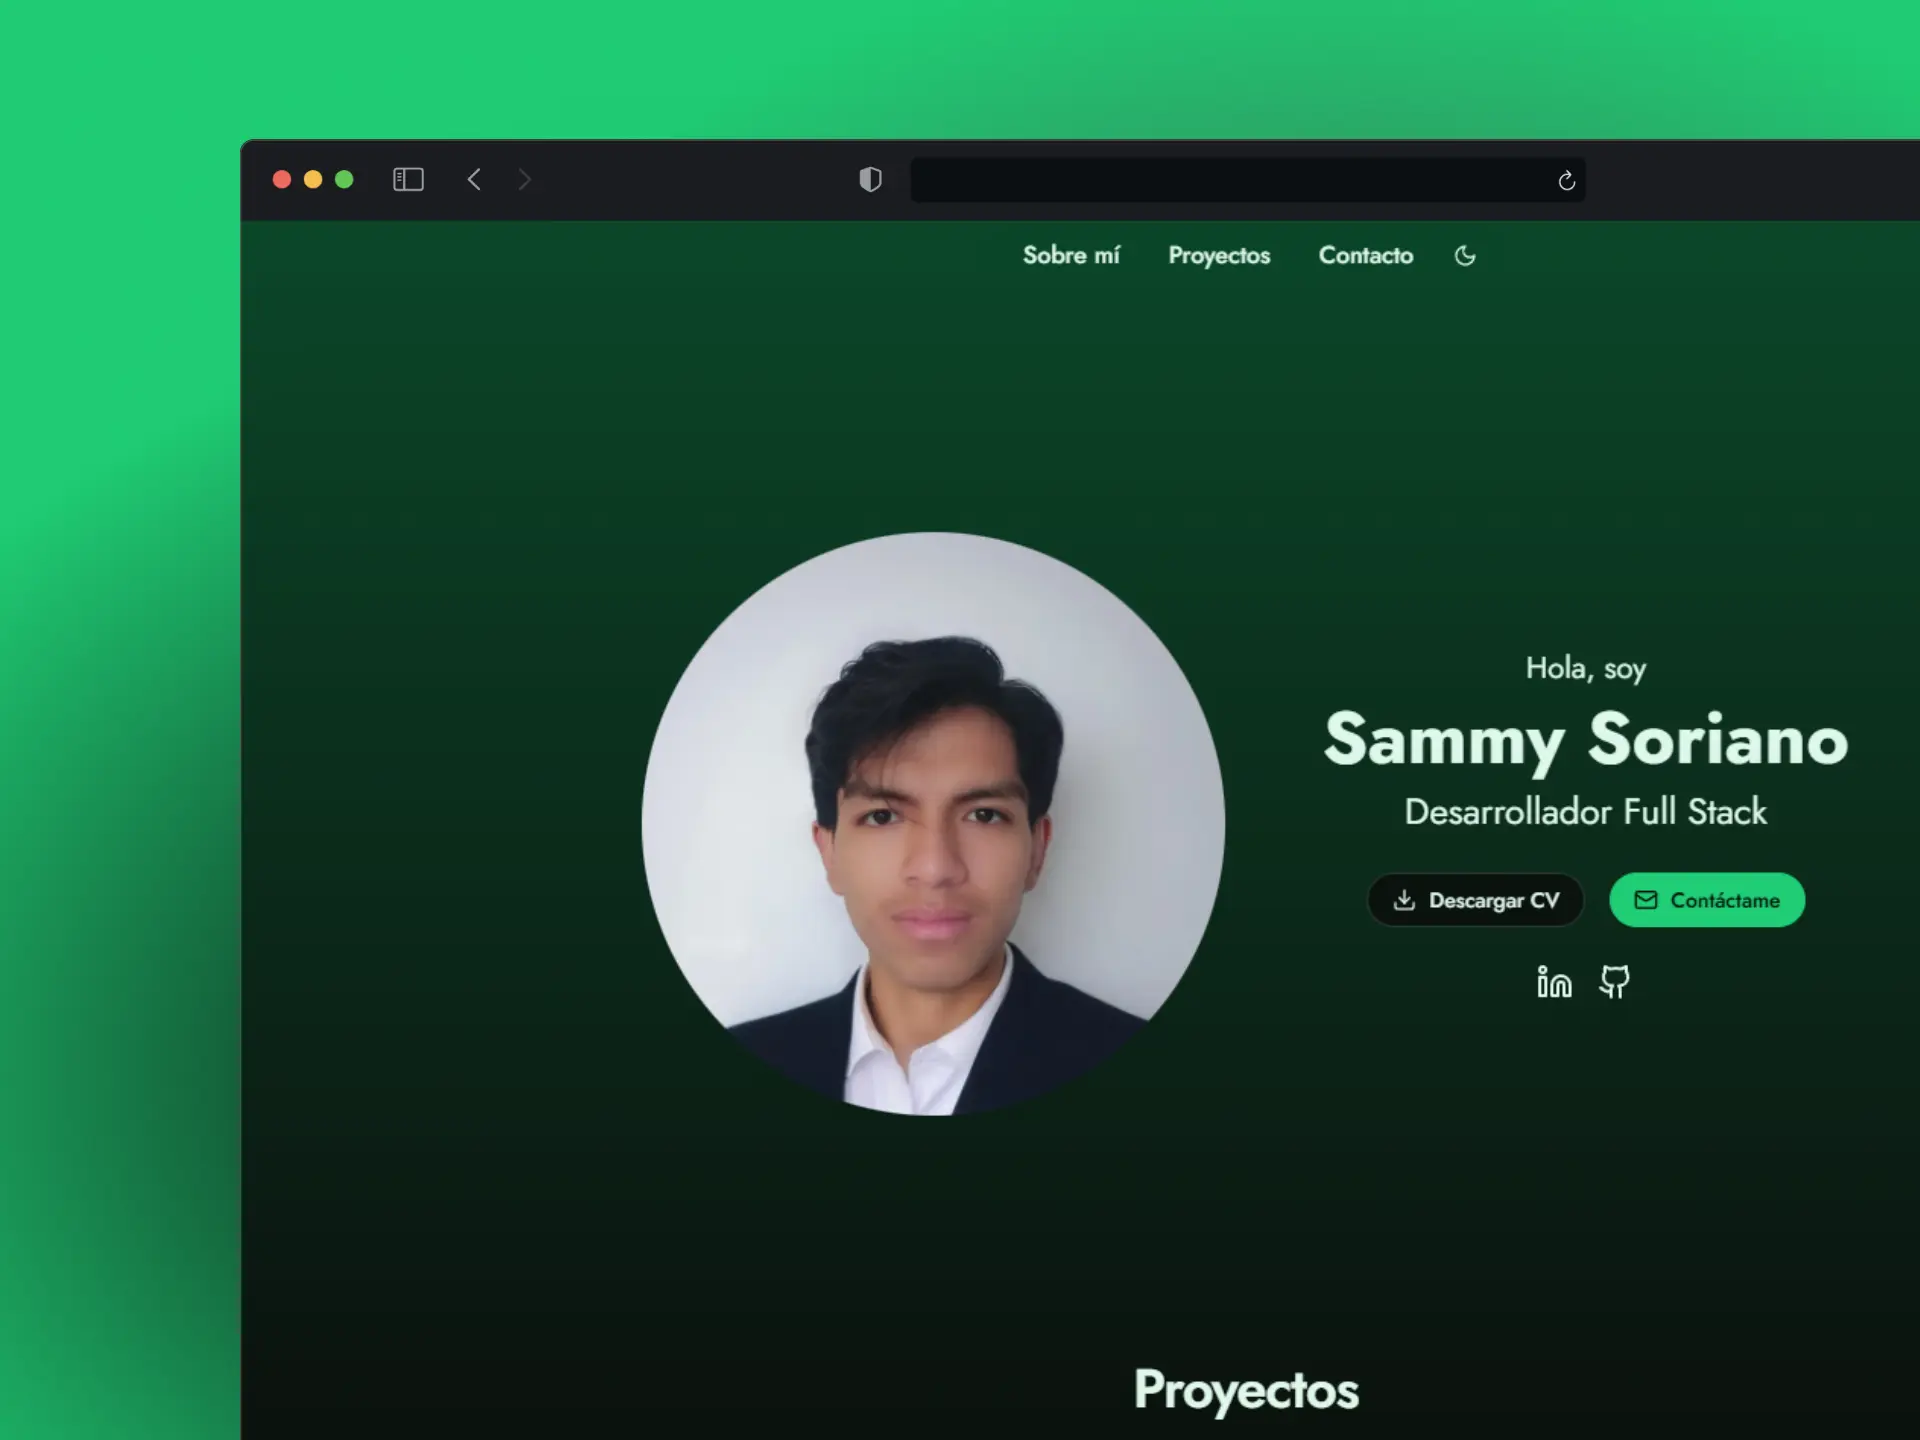 Sobre mí
Proyectos
Contacto
Hola, soy
Sammy Soriano
Desarrollador Full Stack
Descargar CV
Contáctame
Proyectos